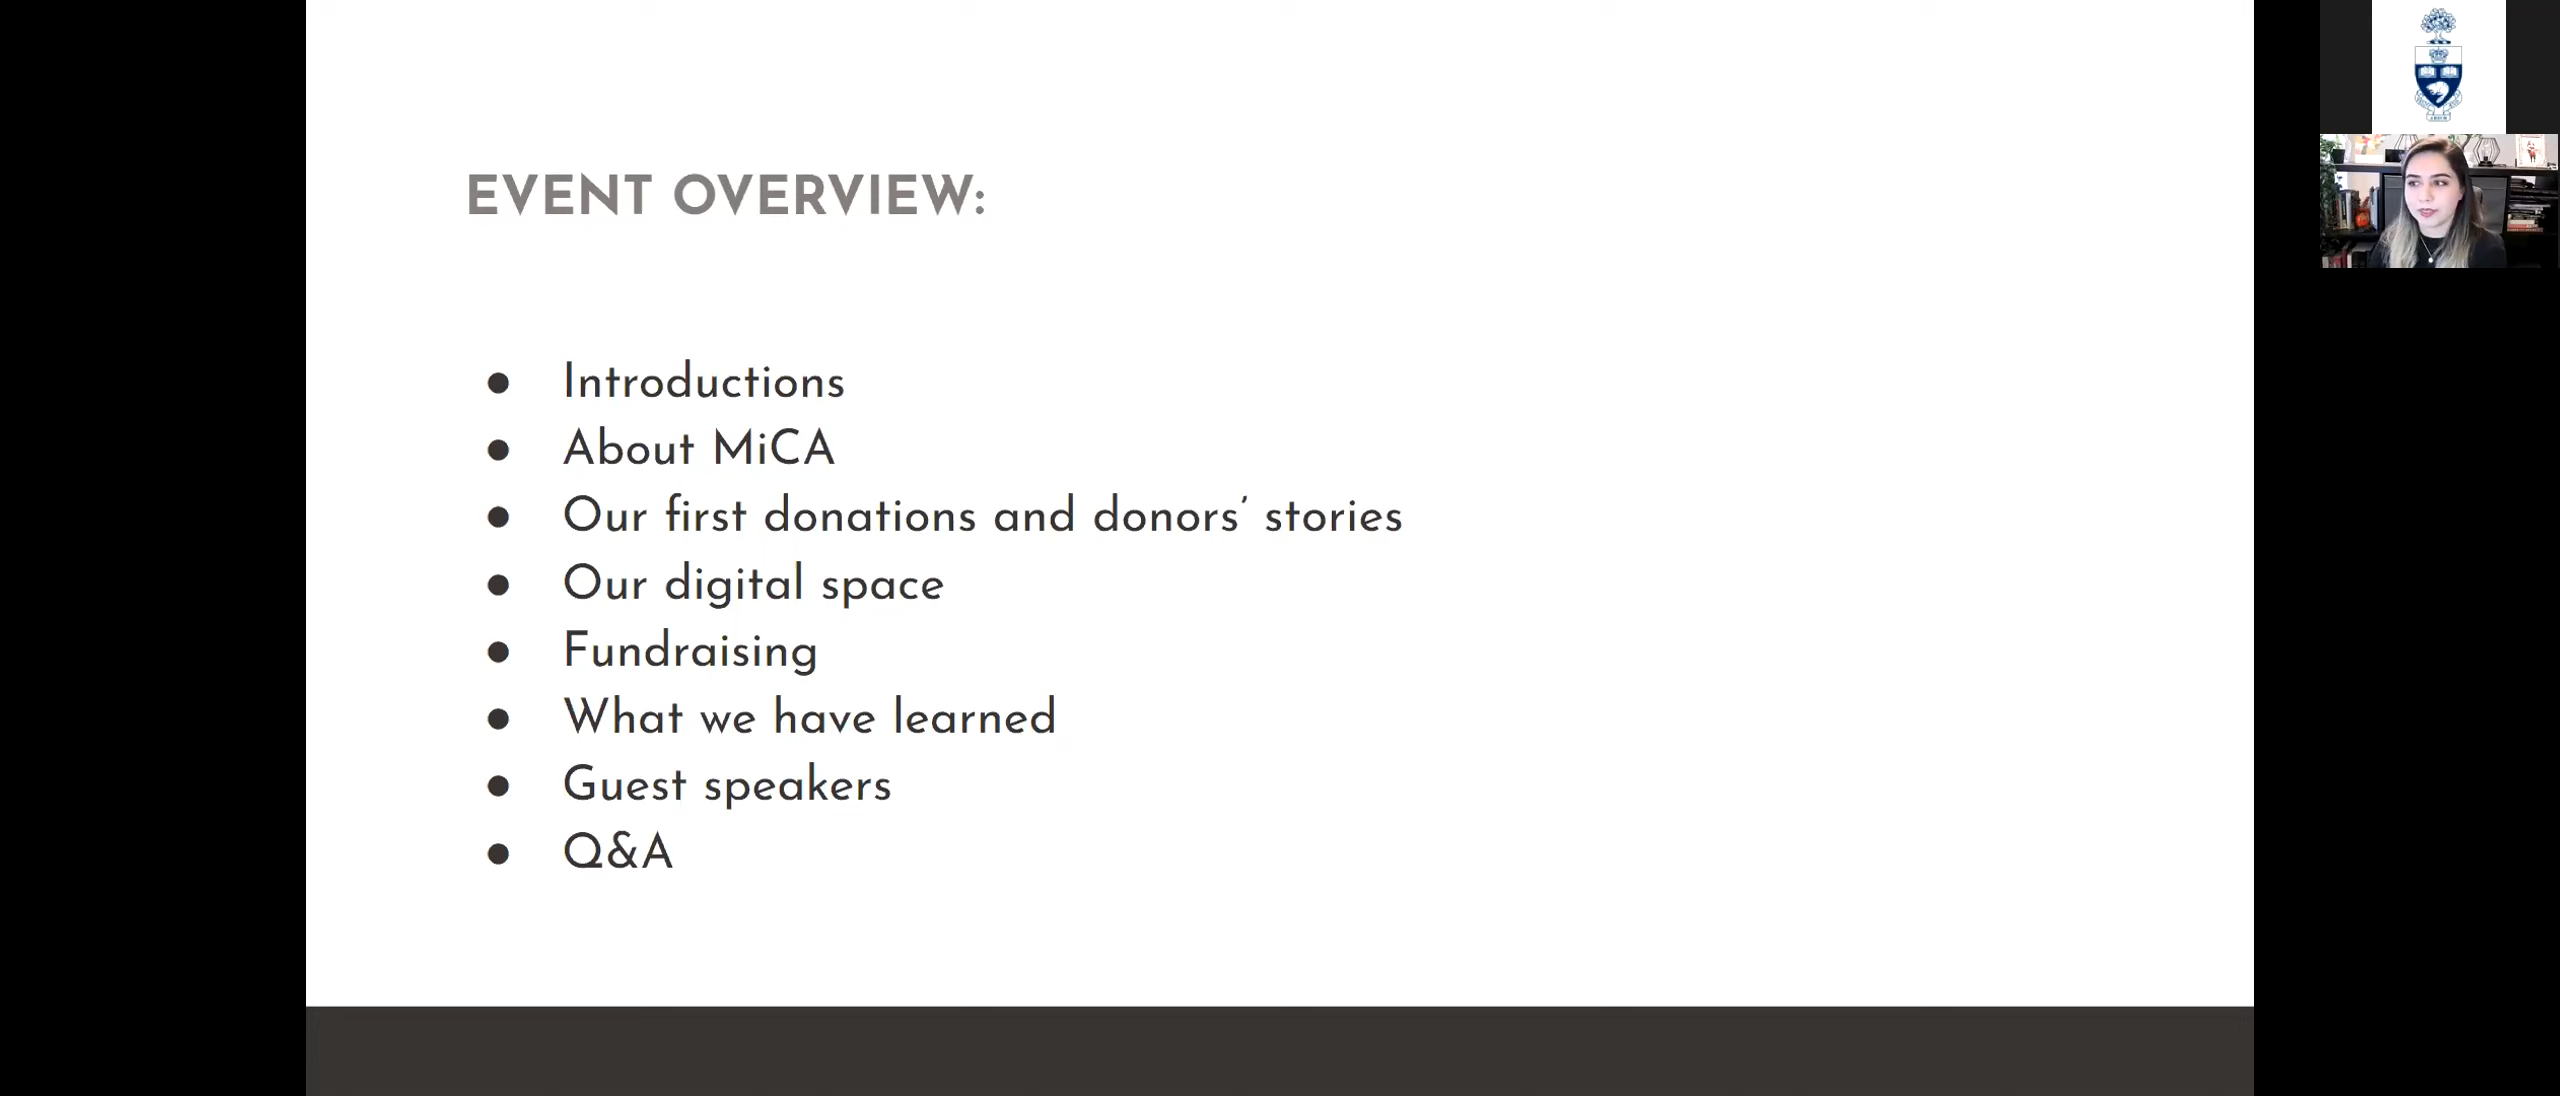 EVENT OVERVIEW:
● Introductions
● About MiCA
● Our first donations and donors’ stories
● Our digital space
● Fundraising
● What we have learned
● Guest speakers
● Q&A